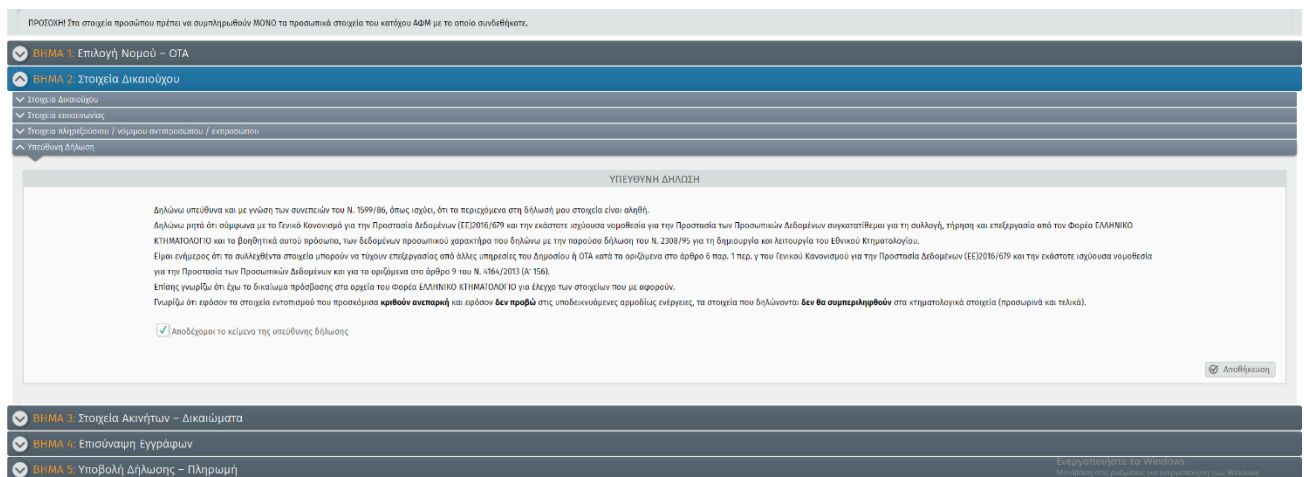 ΠΡΟΣΟΧΗ! Στα στοιχεία προσώπου πρέπει να συμπληρωθούν ΜΟΝΟ τα προσωπικά στοιχεία του κατόχου ΑΦΜ με το οποίο συνδεθήκατε.
ΒΗΜΑ 1: Επιλογή Νομού – ΟΤΑ
ΒΗΜΑ 2: Στοιχεία Δικαιούχου
Στοιχεία Δικαιούχου
Στοιχεία επικοινωνίας
Στοιχεία πληρεξούσιου / νόμιμου αντιπροσώπου / εκπροσώπου
Υπεύθυνη Δήλωση
ΥΠΕΥΘΥΝΗ ΔΗΛΩΣΗ
Δηλώνω υπεύθυνα και με γνώση των συνεπειών του Ν. 1599/86, όπως ισχύει, ότι τα περιεχόμενα στη δήλωσή μου στοιχεία είναι αληθή.
Δηλώνω ρητά ότι σύμφωνα με το Γενικό Κανονισμό για την Προστασία Δεδομένων (ΕΕ)2016/679 και την εκάστοτε ισχύουσα νομοθεσία για την Προστασία των Προσωπικών Δεδομένων συγκατατίθεμαι για τη συλλογή, τήρηση και επεξεργασία από τον Φορέα ΕΛΛΗΝΙΚΟ
ΚΤΗΜΑΤΟΛΟΓΙΟ και τα βοηθητικά αυτού πρόσωπα, των δεδομένων προσωπικού χαρακτήρα που δηλώνω με την παρούσα δήλωση του Ν. 2308/95 για τη δημιουργία και λειτουργία του Εθνικού Κτηματολογίου.
Είμαι ενήμερος ότι τα συλλεχθέντα στοιχεία μπορούν να τύχουν επεξεργασίας από άλλες υπηρεσίες του Δημοσίου ή ΟΤΑ κατά τα οριζόμενα στο άρθρο 6 παρ. 1 περ. γ του Γενικού Κανονισμού για την Προστασία Δεδομένων (ΕΕ)2016/679 και την εκάστοτε ισχύουσα νομοθεσία
για την Προστασία των Προσωπικών Δεδομένων και για τα οριζόμενα στο άρθρο 9 του Ν. 4164/2013 (Α' 156).
Επίσης γνωρίζω ότι έχω το δικαίωμα πρόσβασης στα αρχεία του Φορέα ΕΛΛΗΝΙΚΟ ΚΤΗΜΑΤΟΛΟΓΙΟ για έλεγχο των στοιχείων που με αφορούν.
Γνωρίζω ότι εφόσον τα στοιχεία εντοπισμού που προσκόμισα κριθούν ανεπαρκή και εφόσον δεν προβώ στις υποδεικνυόμενες αρμοδίως ενέργειες, τα στοιχεία που δηλώνονται δεν θα συμπεριληφθούν στα κτηματολογικά στοιχεία (προσωρινά και τελικά).
Αποδέχομαι το κείμενο της υπεύθυνης δήλωσης
Αποθήκευση
ΒΗΜΑ 3: Στοιχεία Ακινήτων – Δικαιώματα
ΒΗΜΑ 4: Επισύναψη Εγγράφων
ΒΗΜΑ 5: Υποβολή Δήλωσης – Πληρωμή
Ενεργοποιήστε τα Windows
Μετάβαση στις ρυθμίσεις για ενεργοποίηση των Windows.